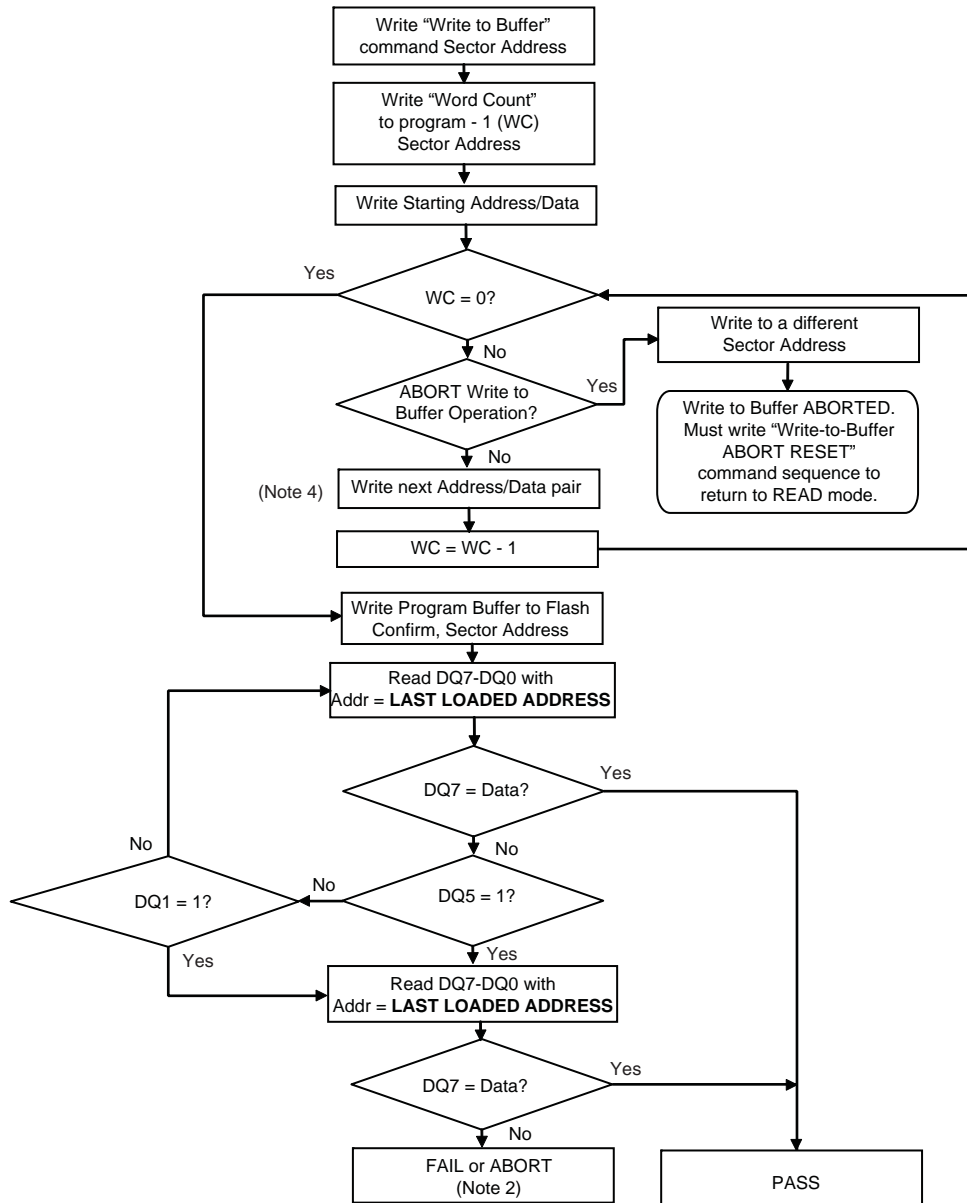 Write “Write to Buffer”
command Sector Address
Write “Word Count”
to program - 1 (WC)
Sector Address
Write Starting Address/Data
Yes
WC = 0?
No
Write to a different
Sector Address
ABORT Write to
Buffer Operation?
Yes
Write to Buffer ABORTED.
Must write “Write-to-Buffer
ABORT RESET”
command sequence to
return to READ mode.
No
(Note 4)
Write next Address/Data pair
WC = WC - 1
Write Program Buffer to Flash
Confirm, Sector Address
Read DQ7-DQ0 with
Addr = LAST LOADED ADDRESS
Yes
DQ7 = Data?
No
No
No
DQ1 = 1?
DQ5 = 1?
Yes
Yes
Read DQ7-DQ0 with
Addr = LAST LOADED ADDRESS
Yes
DQ7 = Data?
No
FAIL or ABORT
(Note 2)
PASS